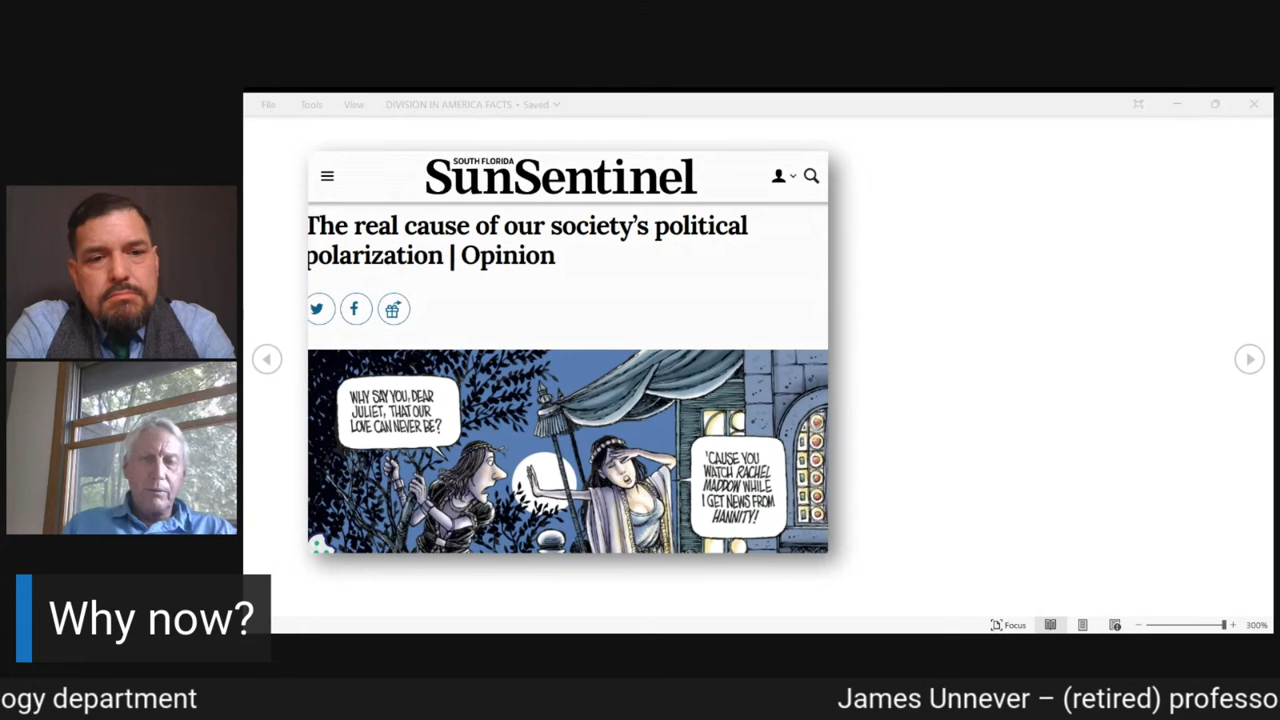 File Tools View DIVISION IN AMERICA FACTS • Saved
SOUTH FLORIDA
SunSentinel
The real cause of our society's political
polarization | Opinion
WHY SAY YOU, DEAR
JULIET, THAT OUR
LOVE CAN NEVER BE?
'CAUSE YOU
WATCH RACHEL
MADDOW WHILE
I GET NEWS FROM
HANNITY!
Focus
300%
Why now?
ogy department
James Unnever – (retired) professo